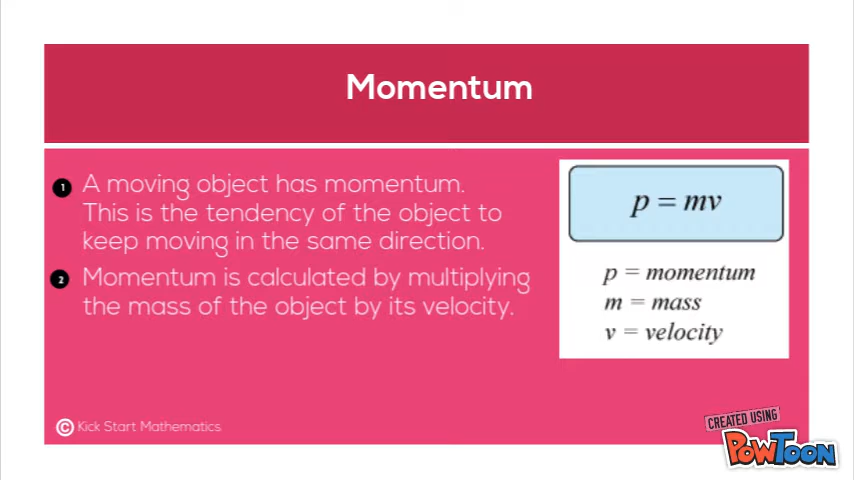 Momentum
1 A moving object has momentum.
This is the tendency of the object to
keep moving in the same direction.
2 Momentum is calculated by multiplying
the mass of the object by its velocity.
p = mv
p = momentum
m = mass
v = velocity
© Kick Start Mathematics
CREATED USING
POWTOON